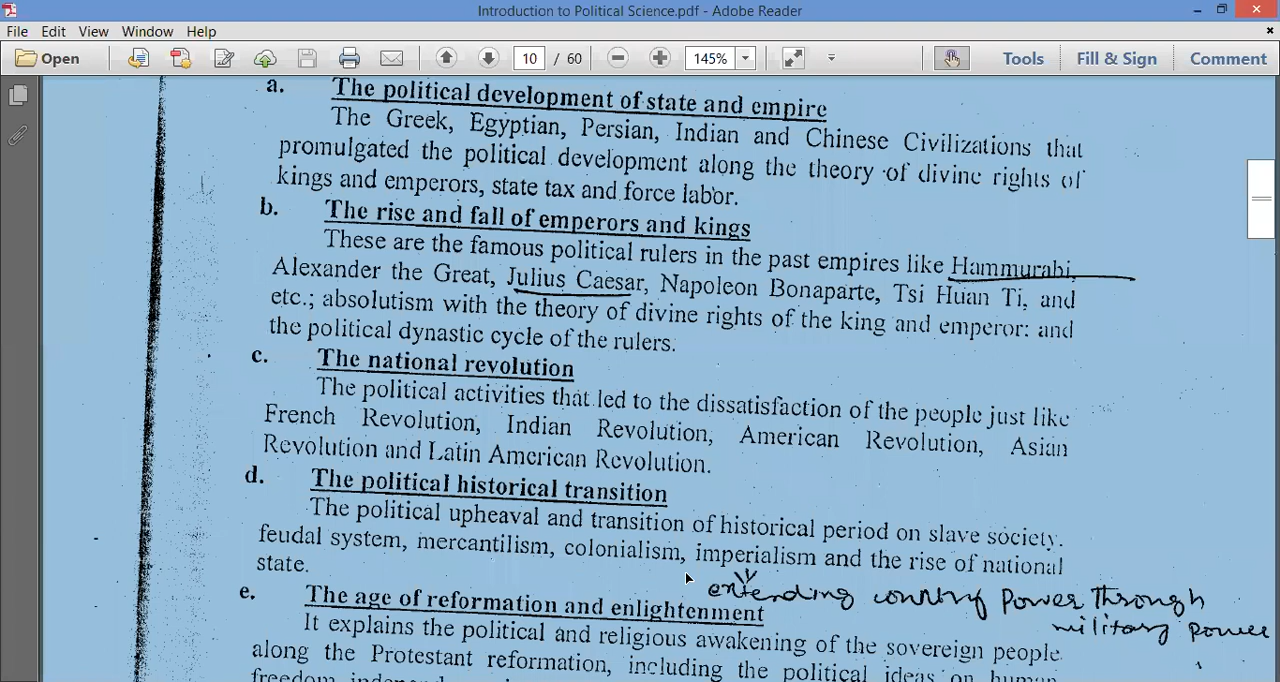 Introduction to Political Science.pdf - Adobe Reader
File Edit View Window Help
Open 10 / 60 145% Tools Fill & Sign Comment
a. The political development of state and empire
The Greek, Egyptian, Persian, Indian and Chinese Civilizations that
promulgated the political development along the theory of divine rights of
kings and emperors, state tax and force labor.
b. The rise and fall of emperors and kings
These are the famous political rulers in the past empires like Hammurabi,
Alexander the Great, Julius Caesar, Napoleon Bonaparte, Tsi Huan Ti, and
etc.; absolutism with the theory of divine rights of the king and emperor: and
the political dynastic cycle of the rulers.
c. The national revolution
The political activities that led to the dissatisfaction of the people just like
French Revolution, Indian Revolution, American Revolution, Asian
Revolution and Latin American Revolution.
d. The political historical transition
The political upheaval and transition of historical period on slave society.
feudal system, mercantilism, colonialism, imperialism and the rise of national
state.
extending country Power through
military power
e. The age of reformation and enlightenment
It explains the political and religious awakening of the sovereign people
along the Protestant reformation, including the political ideas on human